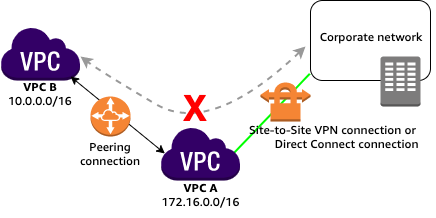 VPC
VPC B
10.0.0.0/16
Peering
connection
X
VPC
VPC A
172.16.0.0/16
Corporate network
Site-to-Site VPN connection or
Direct Connect connection